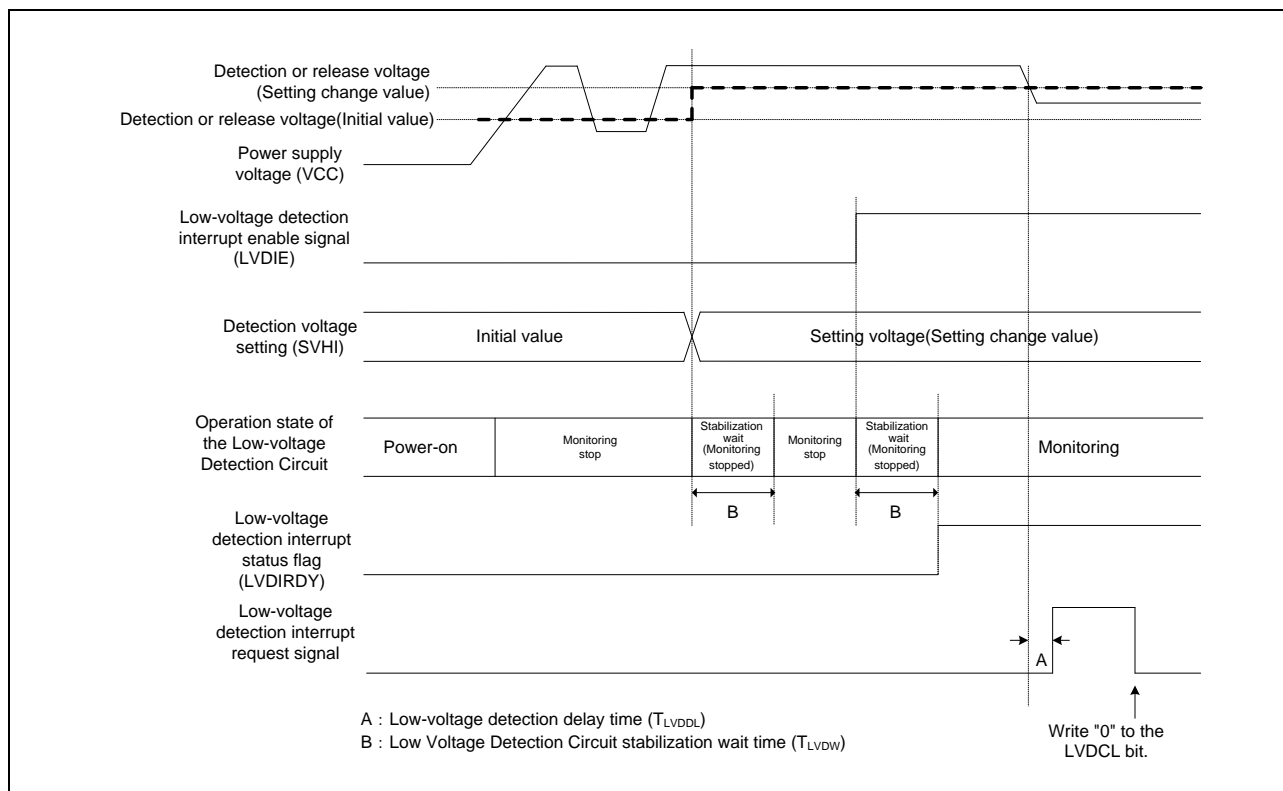 Detection or release voltage
(Setting change value)
Detection or release voltage(Initial value)
Power supply
voltage (VCC)
Low-voltage detection
interrupt enable signal
(LVDIE)
Detection voltage
setting (SVHI)
Initial value
Setting voltage(Setting change value)
Operation state of
the Low-voltage
Detection Circuit
Power-on
Monitoring
stop
Stabilization
wait
(Monitoring
stopped)
Monitoring
stop
Stabilization
wait
(Monitoring
stopped)
Monitoring
B
B
Low-voltage
detection interrupt
status flag
(LVDIRDY)
Low-voltage
detection interrupt
request signal
A
A : Low-voltage detection delay time (TLVDDL)
B : Low Voltage Detection Circuit stabilization wait time (TLVDW)
Write "0" to the
LVDCL bit.